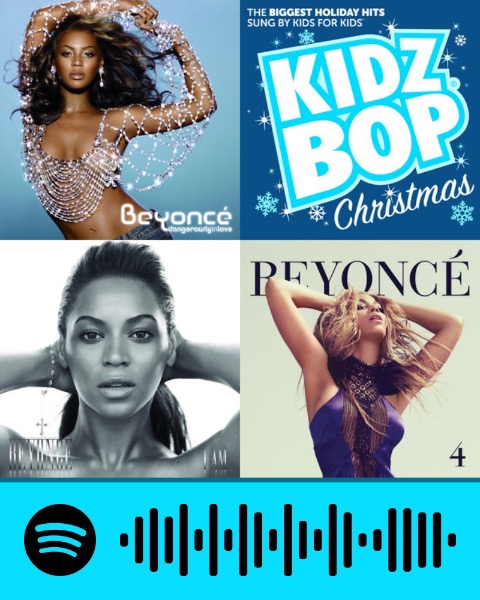 Beyoncé
dangerouslyinlove
THE BIGGEST HOLIDAY HITS
SUNG BY KIDS FOR KIDS
KIDZ
BOP
Christmas
BEYONCÉ
I AM
BEYONCÉ
4